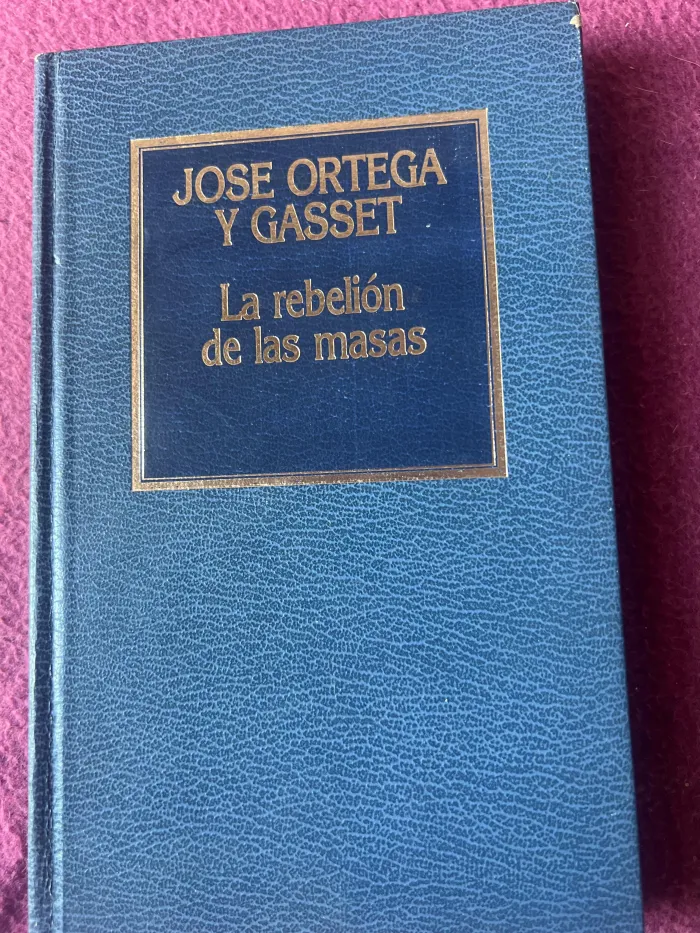 JOSE ORTEGA
Y GASSET
La rebelión
de las masas